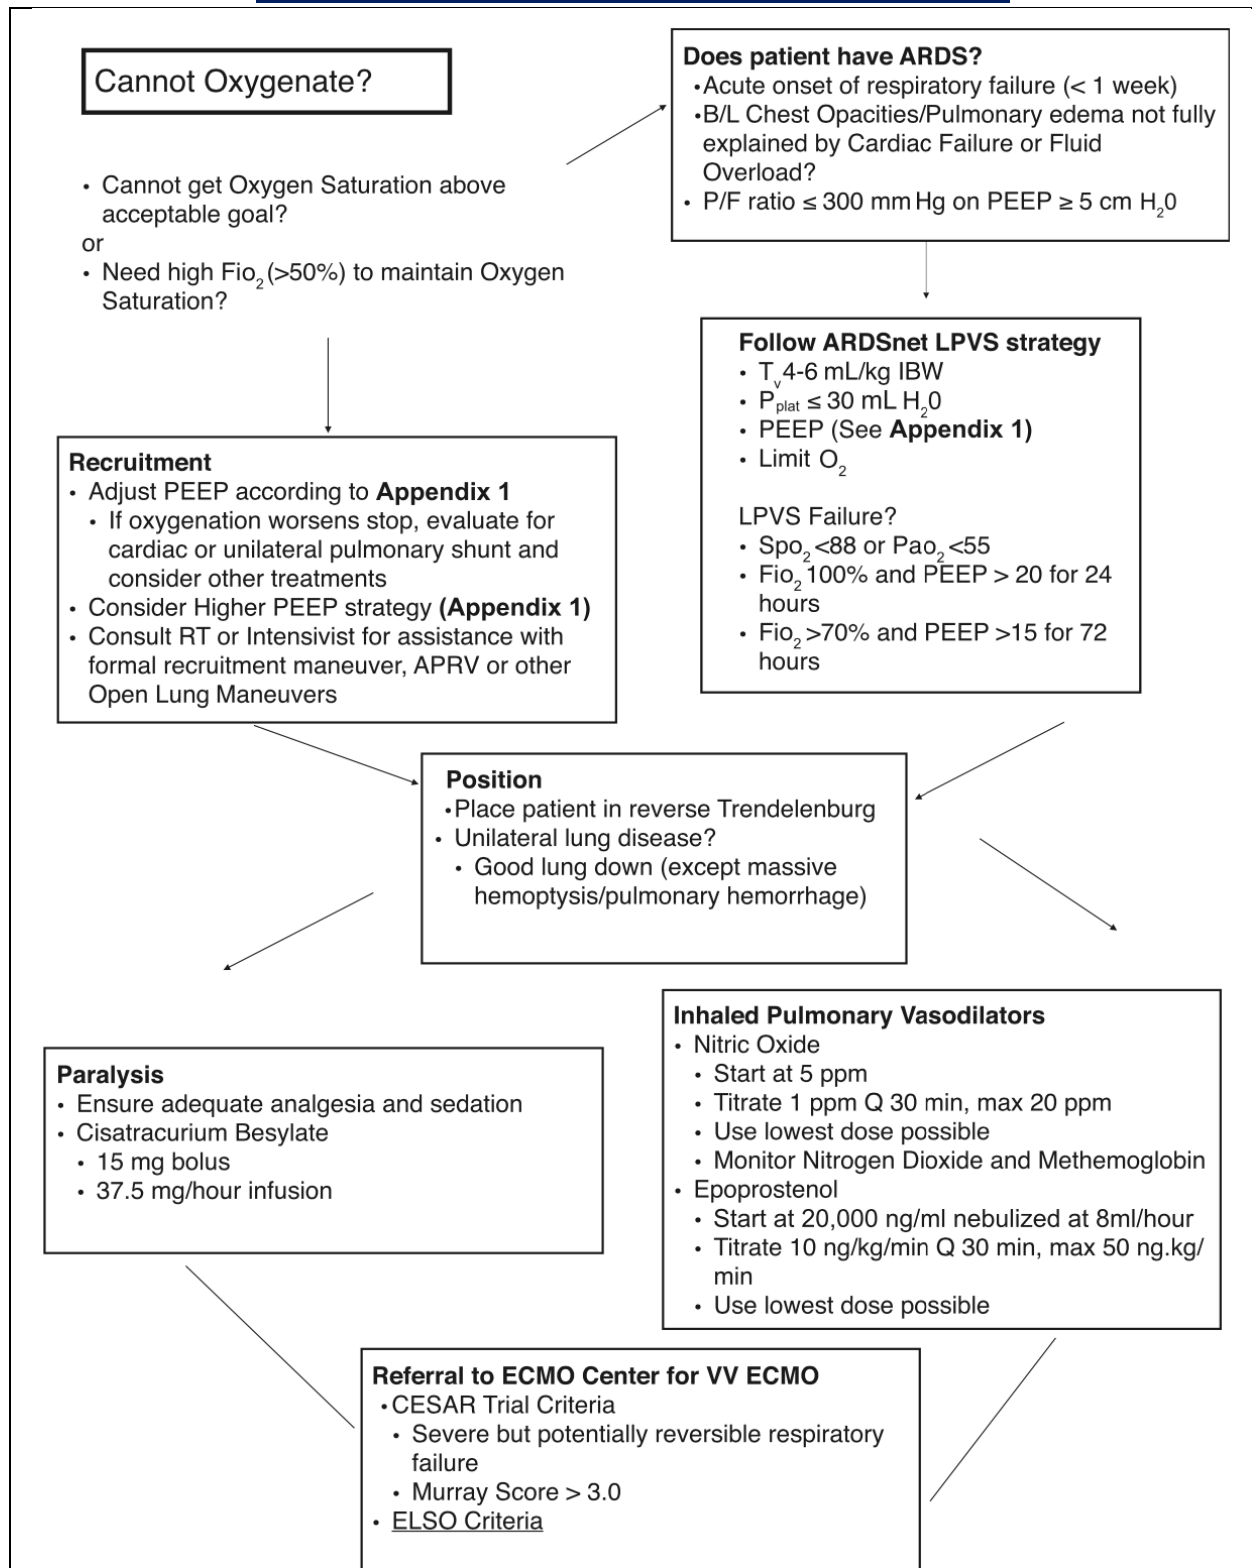 Cannot Oxygenate?
• Cannot get Oxygen Saturation above
acceptable goal?
or
• Need high Fio₂ (>50%) to maintain Oxygen
Saturation?
Does patient have ARDS?
•Acute onset of respiratory failure (< 1 week)
•B/L Chest Opacities/Pulmonary edema not fully
explained by Cardiac Failure or Fluid
Overload?
• P/F ratio ≤ 300 mm Hg on PEEP ≥ 5 cm H₂0
Follow ARDSnet LPVS strategy
• Tᵥ 4-6 mL/kg IBW
• Pplat ≤ 30 mL H₂0
• PEEP (See Appendix 1)
• Limit O₂
LPVS Failure?
• Spo₂ <88 or Pao₂ <55
• Fio₂ 100% and PEEP > 20 for 24
hours
• Fio₂ >70% and PEEP >15 for 72
hours
Recruitment
• Adjust PEEP according to Appendix 1
• If oxygenation worsens stop, evaluate for
cardiac or unilateral pulmonary shunt and
consider other treatments
• Consider Higher PEEP strategy (Appendix 1)
• Consult RT or Intensivist for assistance with
formal recruitment maneuver, APRV or other
Open Lung Maneuvers
Position
•Place patient in reverse Trendelenburg
• Unilateral lung disease?
• Good lung down (except massive
hemoptysis/pulmonary hemorrhage)
Paralysis
• Ensure adequate analgesia and sedation
• Cisatracurium Besylate
• 15 mg bolus
• 37.5 mg/hour infusion
Inhaled Pulmonary Vasodilators
• Nitric Oxide
• Start at 5 ppm
• Titrate 1 ppm Q 30 min, max 20 ppm
• Use lowest dose possible
• Monitor Nitrogen Dioxide and Methemoglobin
• Epoprostenol
• Start at 20,000 ng/ml nebulized at 8ml/hour
• Titrate 10 ng/kg/min Q 30 min, max 50 ng.kg/
min
• Use lowest dose possible
Referral to ECMO Center for VV ECMO
•CESAR Trial Criteria
• Severe but potentially reversible respiratory
failure
• Murray Score > 3.0
• ELSO Criteria